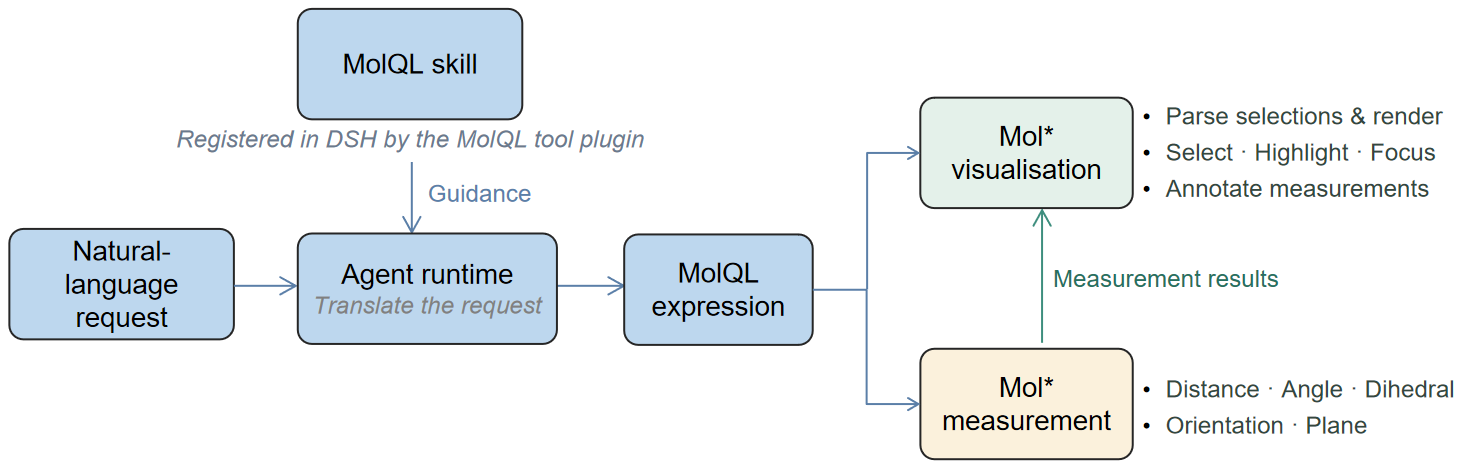 MolQL skill
Registered in DSH by the MolQL tool plugin
Guidance
Natural-
language
request
Agent runtime
Translate the request
MolQL
expression
Mol*
visualisation
• Parse selections & render
• Select · Highlight · Focus
• Annotate measurements
Measurement results
Mol*
measurement
• Distance · Angle · Dihedral
• Orientation · Plane